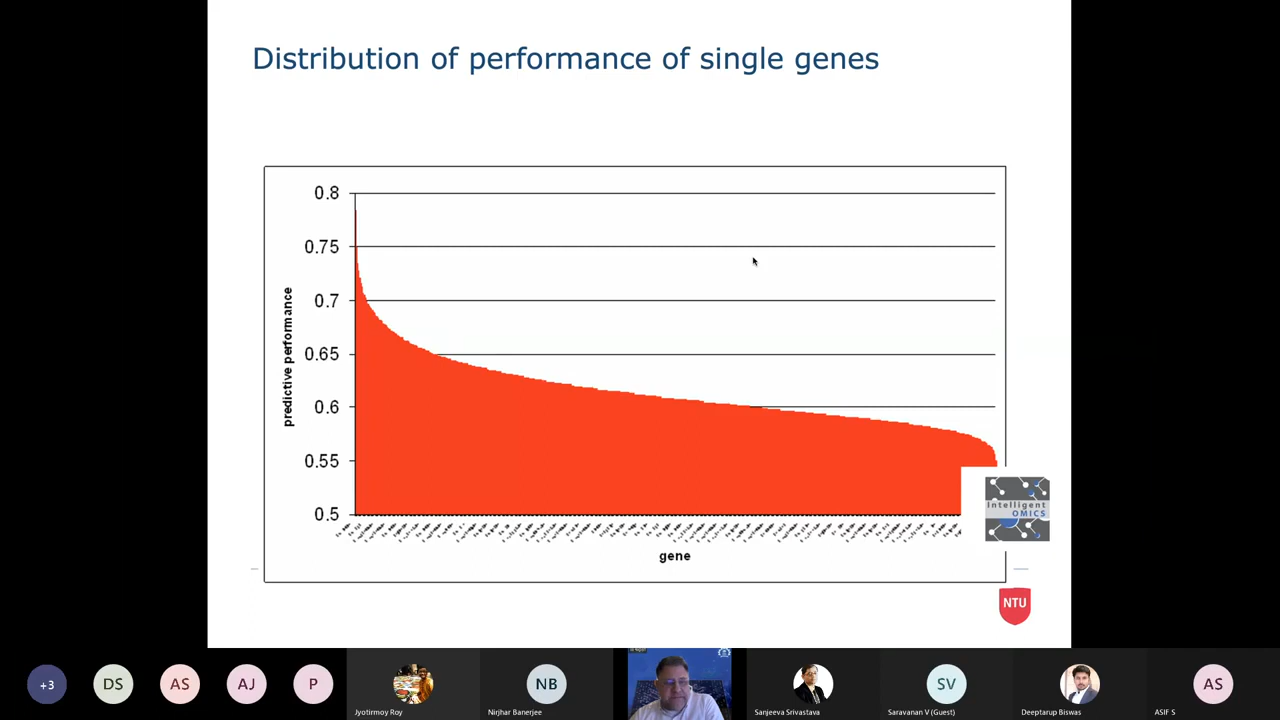 Distribution of performance of single genes
0.8
0.75
0.7
0.65
0.6
0.55
0.5
predictive performance
gene
Intelligent
OMICS
NTU
+3
DS
AS
AJ
P
Jyotirmoy Roy
NB
Nirjhar Banerjee
Sanjeeva Srivastava
SV
Saravanan V (Guest)
Deeptarup Biswas
AS
ASIF S